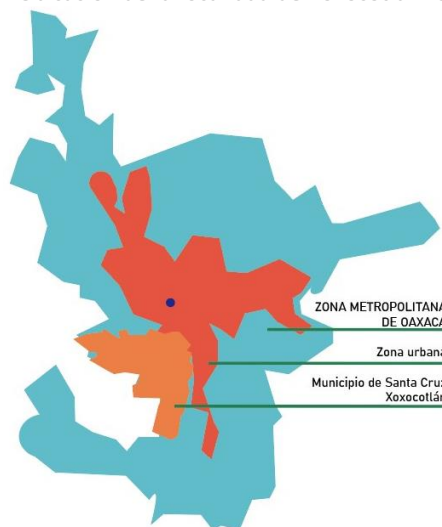 ZONA METROPOLITANA
DE OAXACA
Zona urbana
Municipio de Santa Cruz
Xoxocotlán